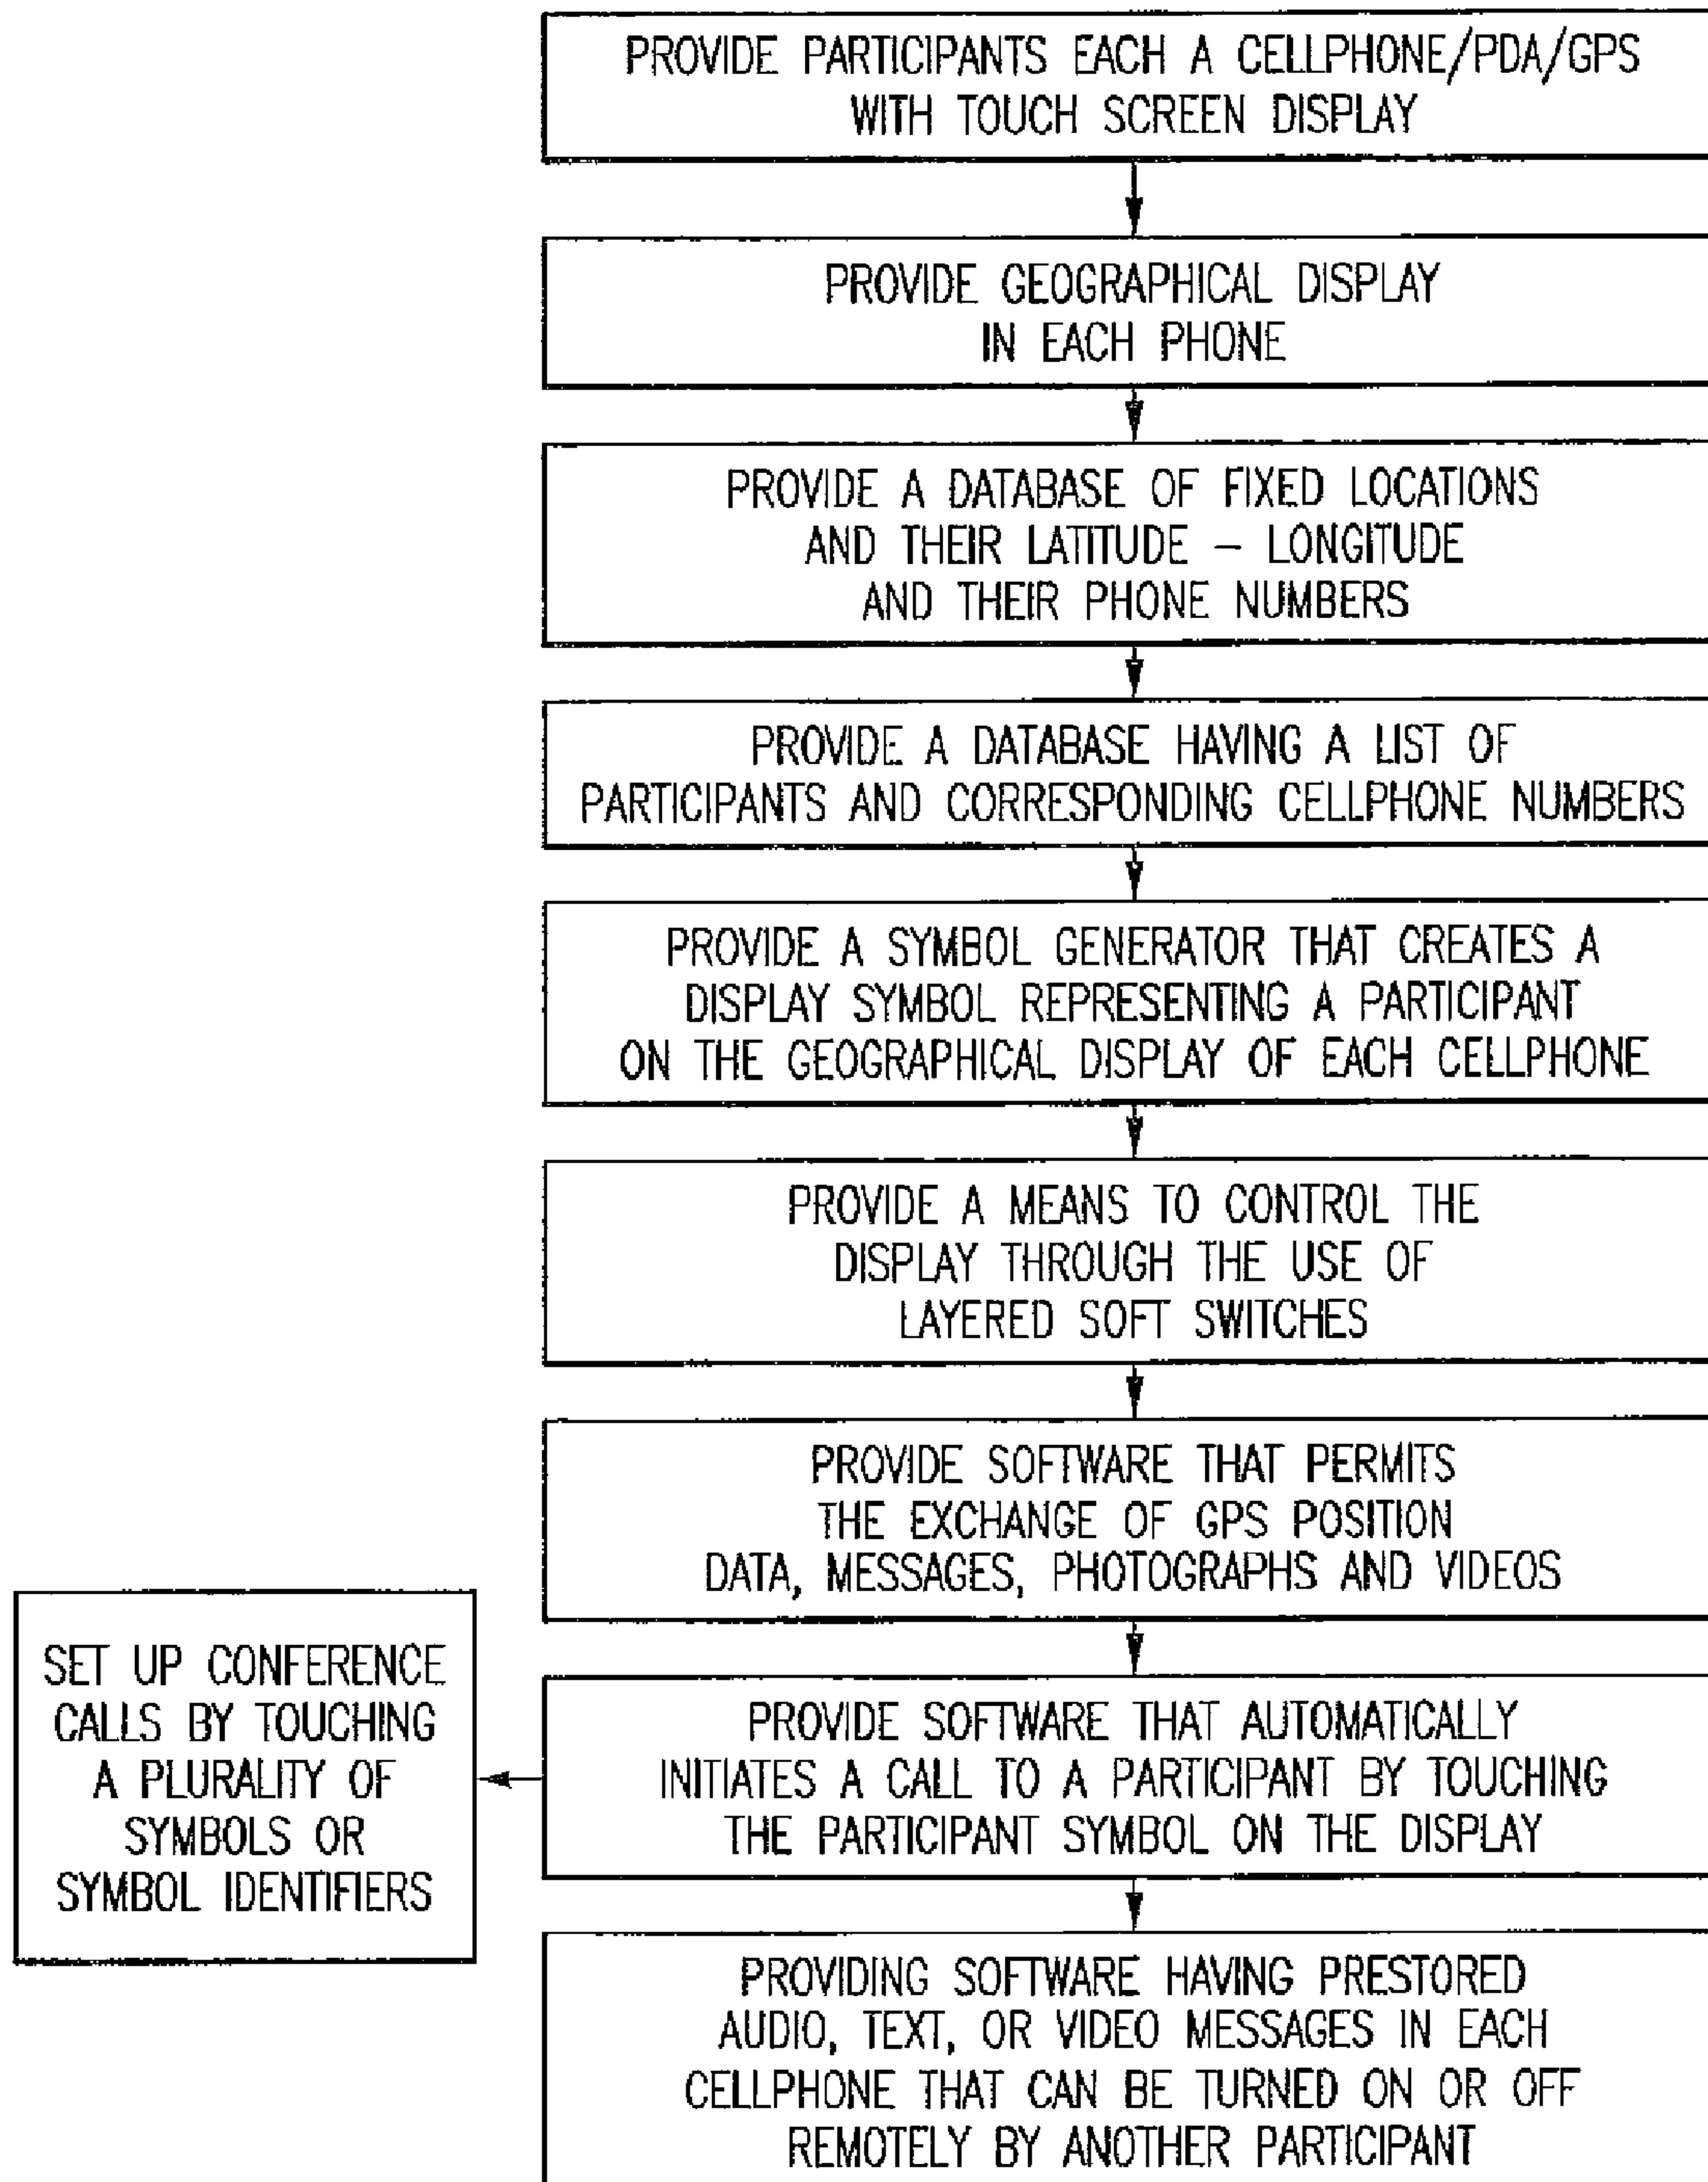 PROVIDE PARTICIPANTS EACH A CELLPHONE/PDA/GPS
WITH TOUCH SCREEN DISPLAY
PROVIDE GEOGRAPHICAL DISPLAY
IN EACH PHONE
PROVIDE A DATABASE OF FIXED LOCATIONS
AND THEIR LATITUDE – LONGITUDE
AND THEIR PHONE NUMBERS
PROVIDE A DATABASE HAVING A LIST OF
PARTICIPANTS AND CORRESPONDING CELLPHONE NUMBERS
PROVIDE A SYMBOL GENERATOR THAT CREATES A
DISPLAY SYMBOL REPRESENTING A PARTICIPANT
ON THE GEOGRAPHICAL DISPLAY OF EACH CELLPHONE
PROVIDE A MEANS TO CONTROL THE
DISPLAY THROUGH THE USE OF
LAYERED SOFT SWITCHES
PROVIDE SOFTWARE THAT PERMITS
THE EXCHANGE OF GPS POSITION
DATA, MESSAGES, PHOTOGRAPHS AND VIDEOS
PROVIDE SOFTWARE THAT AUTOMATICALLY
INITIATES A CALL TO A PARTICIPANT BY TOUCHING
THE PARTICIPANT SYMBOL ON THE DISPLAY
SET UP CONFERENCE
CALLS BY TOUCHING
A PLURALITY OF
SYMBOLS OR
SYMBOL IDENTIFIERS
PROVIDING SOFTWARE HAVING PRESTORED
AUDIO, TEXT, OR VIDEO MESSAGES IN EACH
CELLPHONE THAT CAN BE TURNED ON OR OFF
REMOTELY BY ANOTHER PARTICIPANT